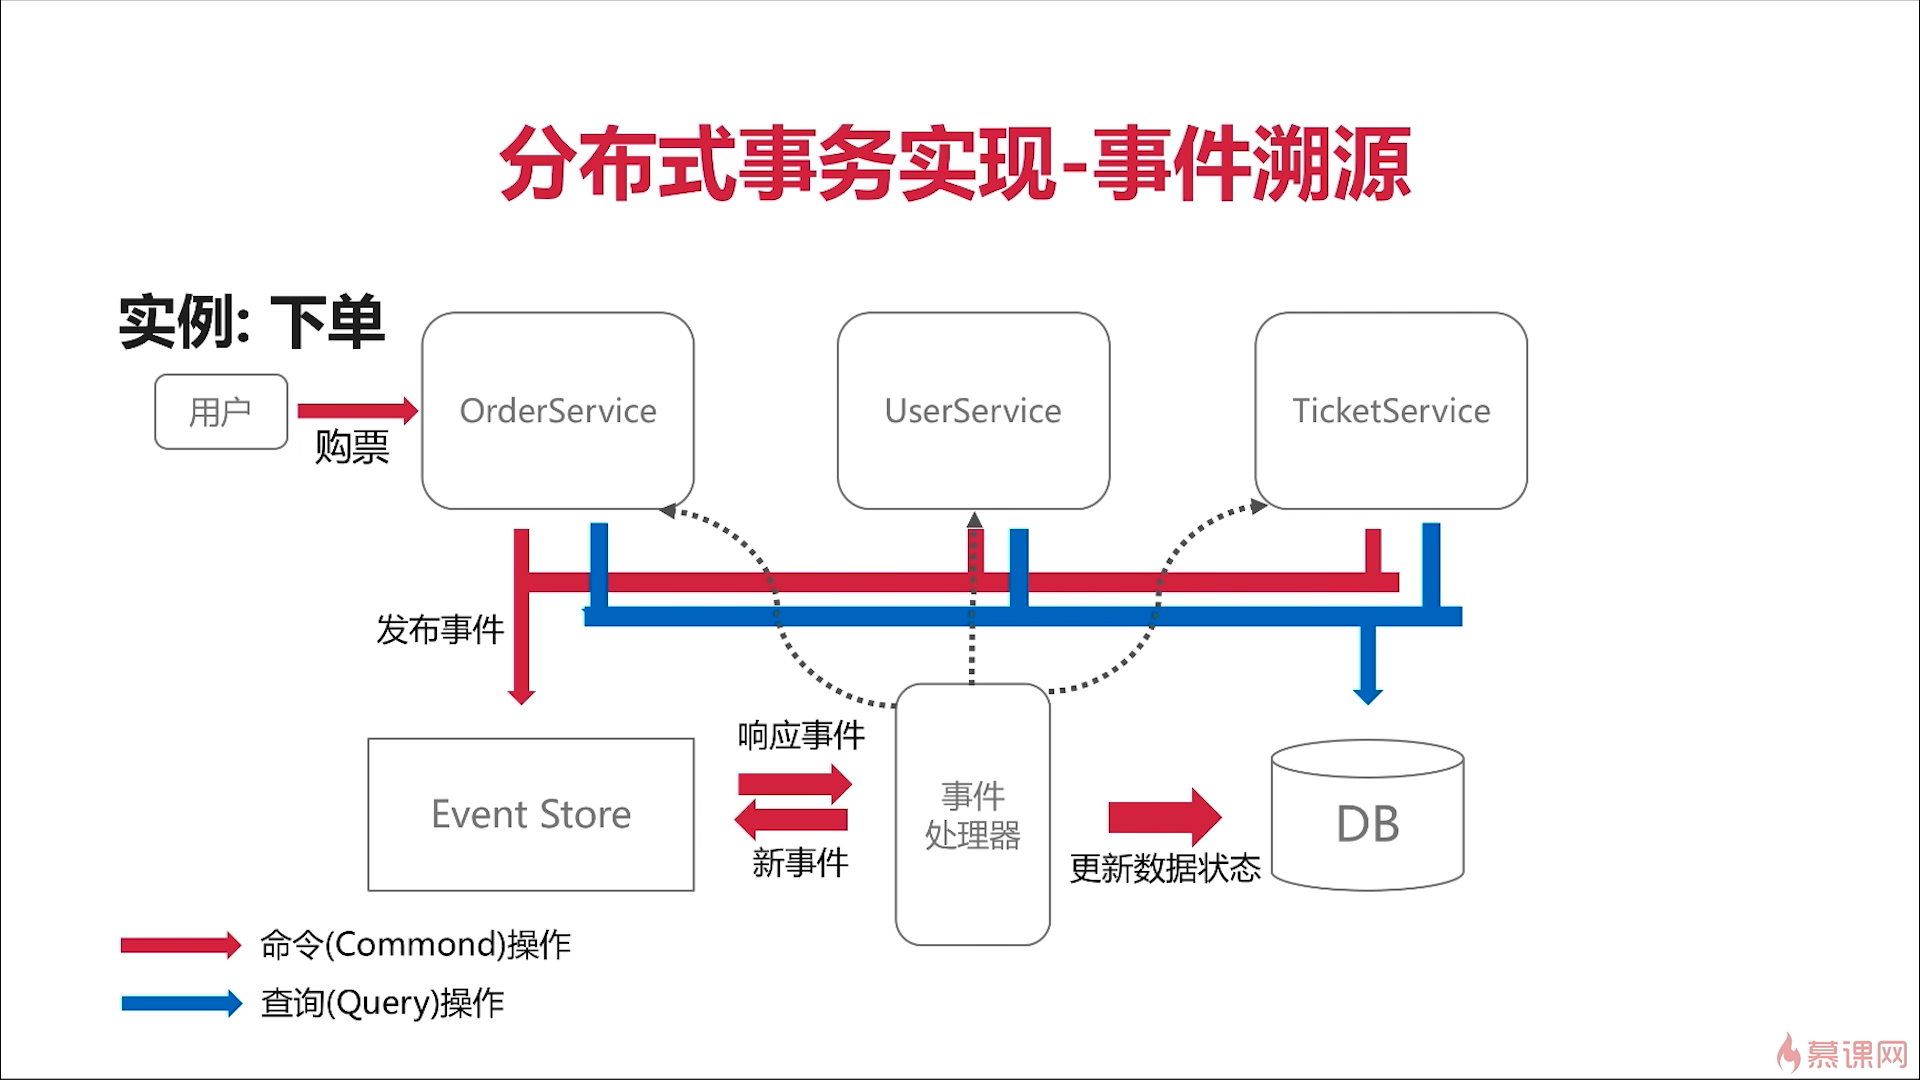 分布式事务实现-事件溯源
实例: 下单
用户
购票
OrderService
UserService
TicketService
发布事件
响应事件
新事件
Event Store
事件
处理器
更新数据状态
DB
命令(Commond)操作
查询(Query)操作
慕课网